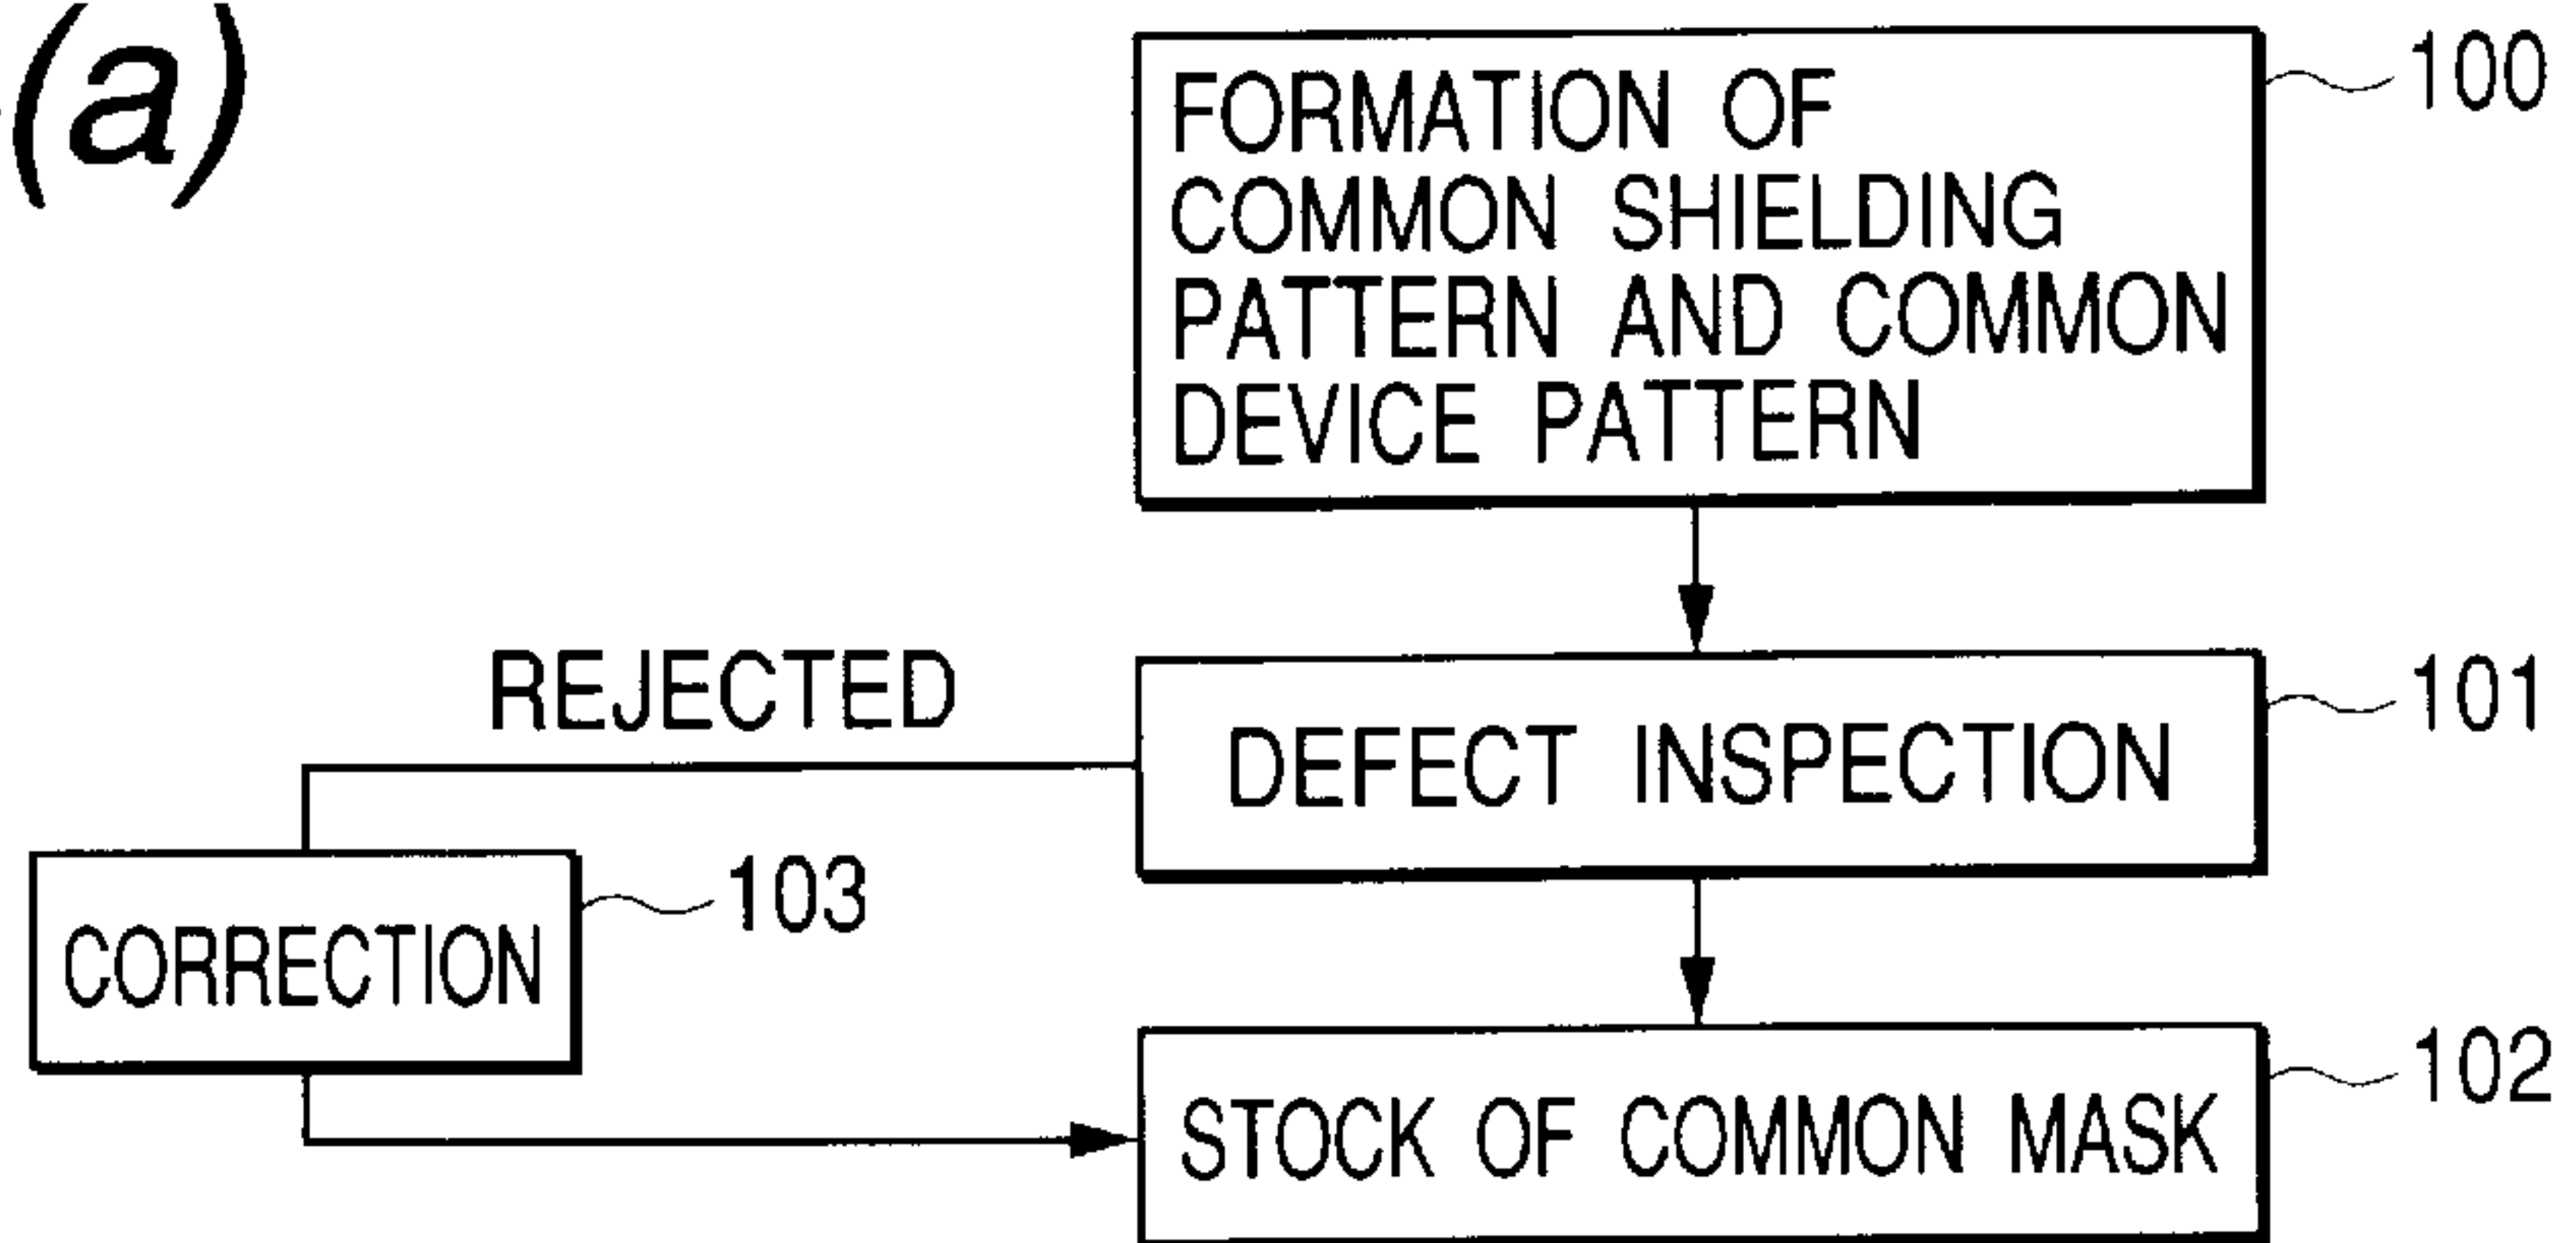 (a)
FORMATION OF
COMMON SHIELDING
PATTERN AND COMMON
DEVICE PATTERN
100
REJECTED
DEFECT INSPECTION
101
CORRECTION
103
STOCK OF COMMON MASK
102